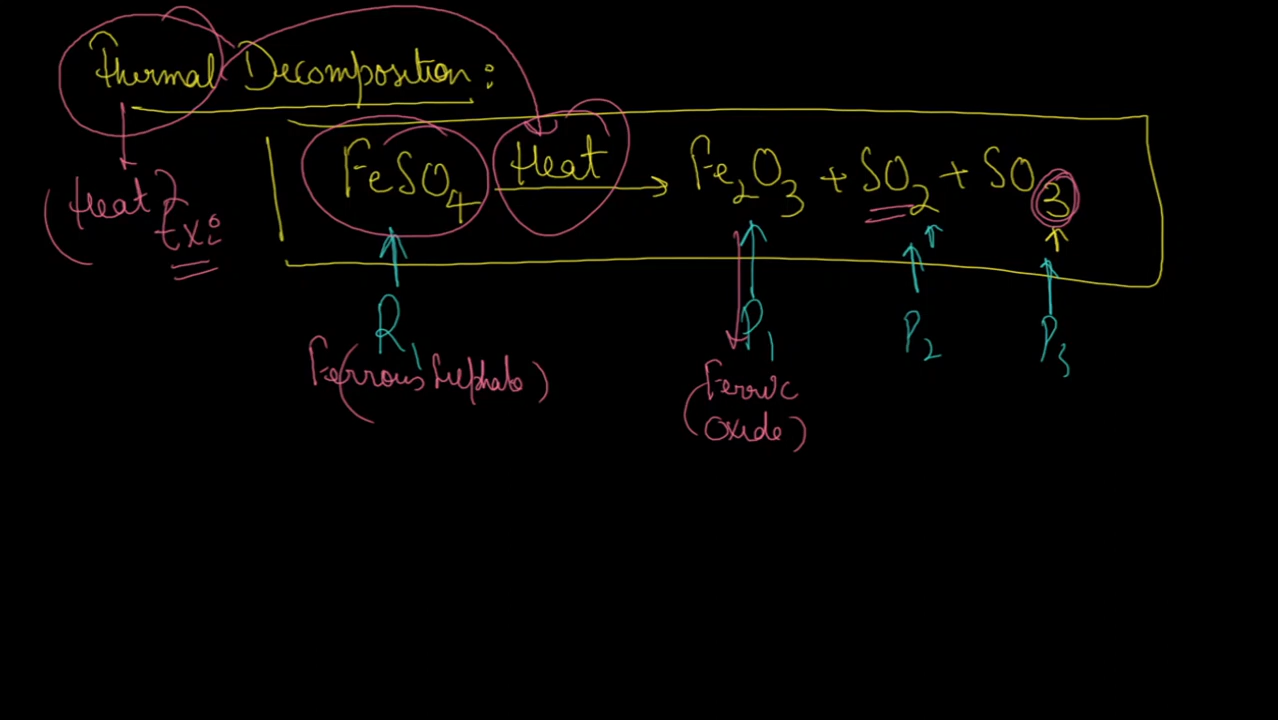 Thermal Decomposition:
FeSO4 Heat → Fe2O3 + SO2 + SO3
(Heat)
Ex:
R1 P1 P2 P3
Ferrous Sulphate)
Ferric
(Oxide)